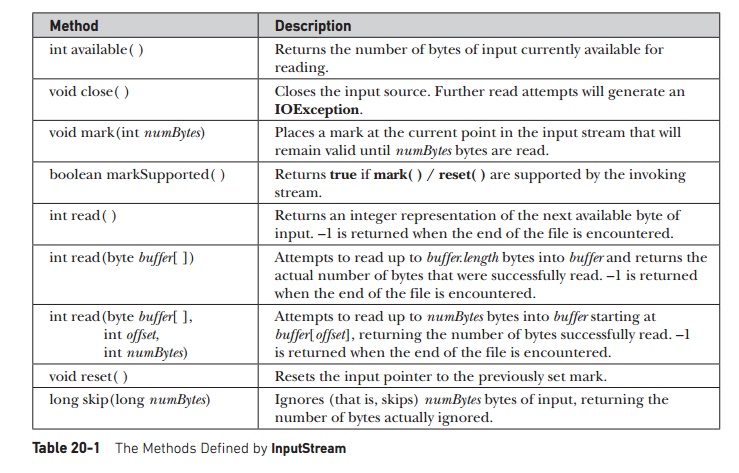 Method Description
int available( ) Returns the number of bytes of input currently available for
reading.
void close( ) Closes the input source. Further read attempts will generate an
IOException.
void mark(int numBytes) Places a mark at the current point in the input stream that will
remain valid until numBytes bytes are read.
boolean markSupported( ) Returns true if mark( ) / reset( ) are supported by the invoking
stream.
int read( ) Returns an integer representation of the next available byte of
input. –1 is returned when the end of the file is encountered.
int read(byte buffer[ ]) Attempts to read up to buffer.length bytes into buffer and returns the
actual number of bytes that were successfully read. –1 is returned
when the end of the file is encountered.
int read(byte buffer[ ], Attempts to read up to numBytes bytes into buffer starting at
int offset, buffer[offset], returning the number of bytes successfully read. –1
int numBytes) is returned when the end of the file is encountered.
void reset( ) Resets the input pointer to the previously set mark.
long skip(long numBytes) Ignores (that is, skips) numBytes bytes of input, returning the
number of bytes actually ignored.
Table 20-1 The Methods Defined by InputStream